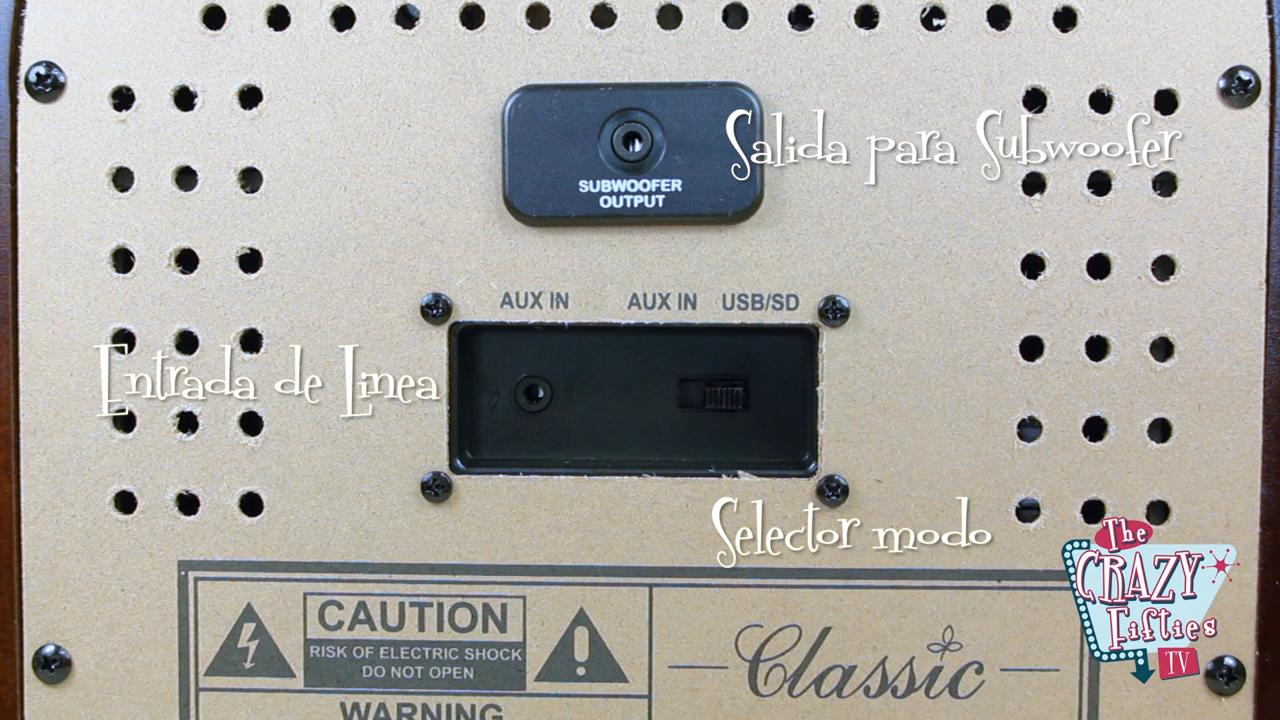 Salida para Subwoofer
SUBWOOFER
OUTPUT
AUX IN AUX IN USB/SD
Entrada de Linea
Selector modo
The
CRAZY
Fifties
TV
CAUTION
RISK OF ELECTRIC SHOCK
DO NOT OPEN
Classic
WARNING